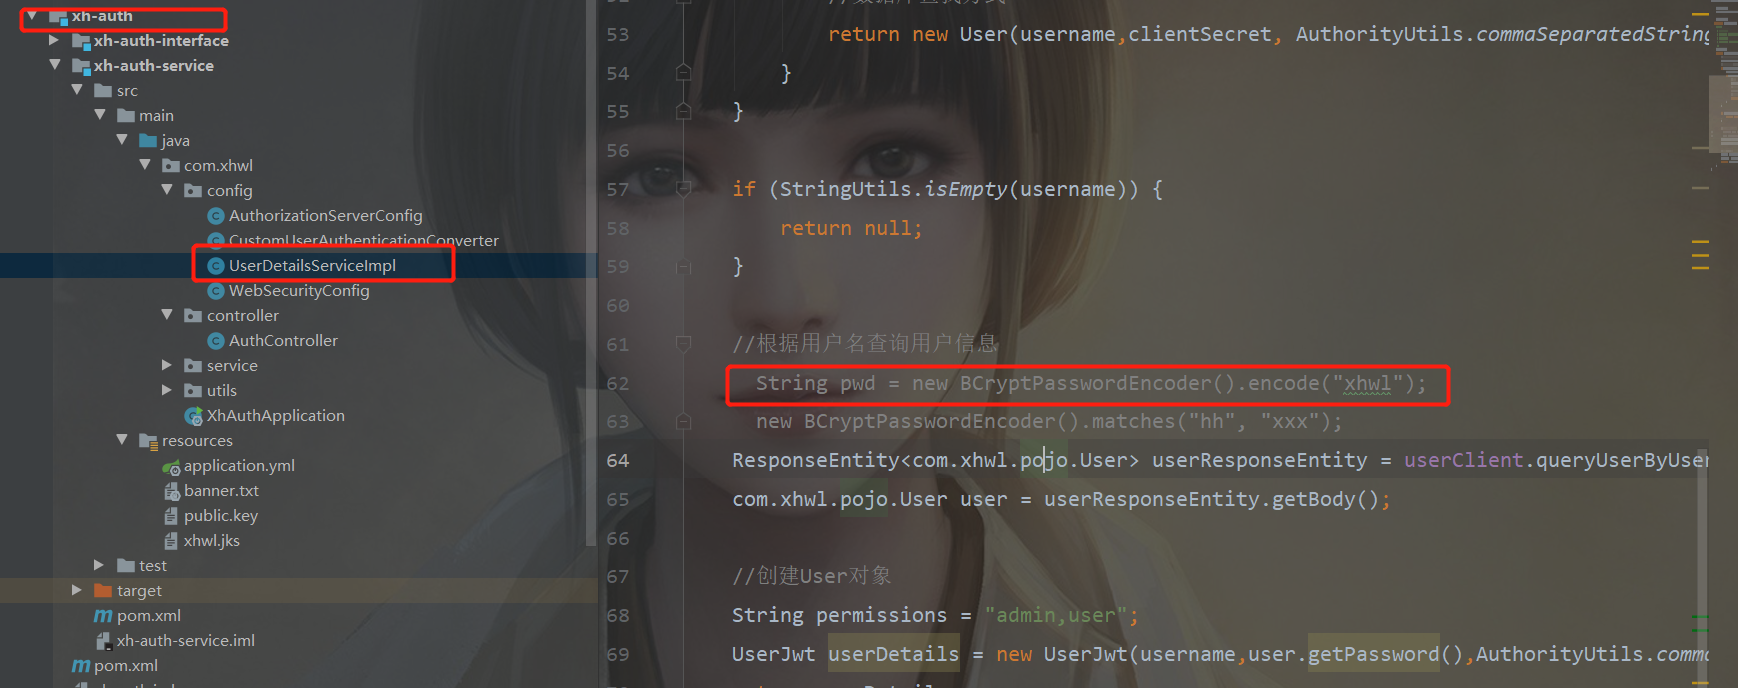 xh-auth
xh-auth-interface
xh-auth-service
src
main
java
com.xhwl
config
AuthorizationServerConfig
CustomUserAuthenticationConverter
UserDetailsServiceImpl
WebSecurityConfig
controller
AuthController
service
utils
XhAuthApplication
resources
application.yml
banner.txt
public.key
xhwl.jks
test
target
pom.xml
xh-auth-service.iml
pom.xml
53 return new User(username,clientSecret, AuthorityUtils.commaSeparatedString
54 }
55 }
56
57 if (StringUtils.isEmpty(username)) {
58 return null;
59 }
60
61 //根据用户名查询用户信息
62 String pwd = new BCryptPasswordEncoder().encode("xhwl");
63 new BCryptPasswordEncoder().matches("hh", "xxx");
64 ResponseEntity<com.xhwl.pojo.User> userResponseEntity = userClient.queryUserByUser
65 com.xhwl.pojo.User user = userResponseEntity.getBody();
66
67 //创建User对象
68 String permissions = "admin,user";
69 UserJwt userDetails = new UserJwt(username,user.getPassword(),AuthorityUtils.comma